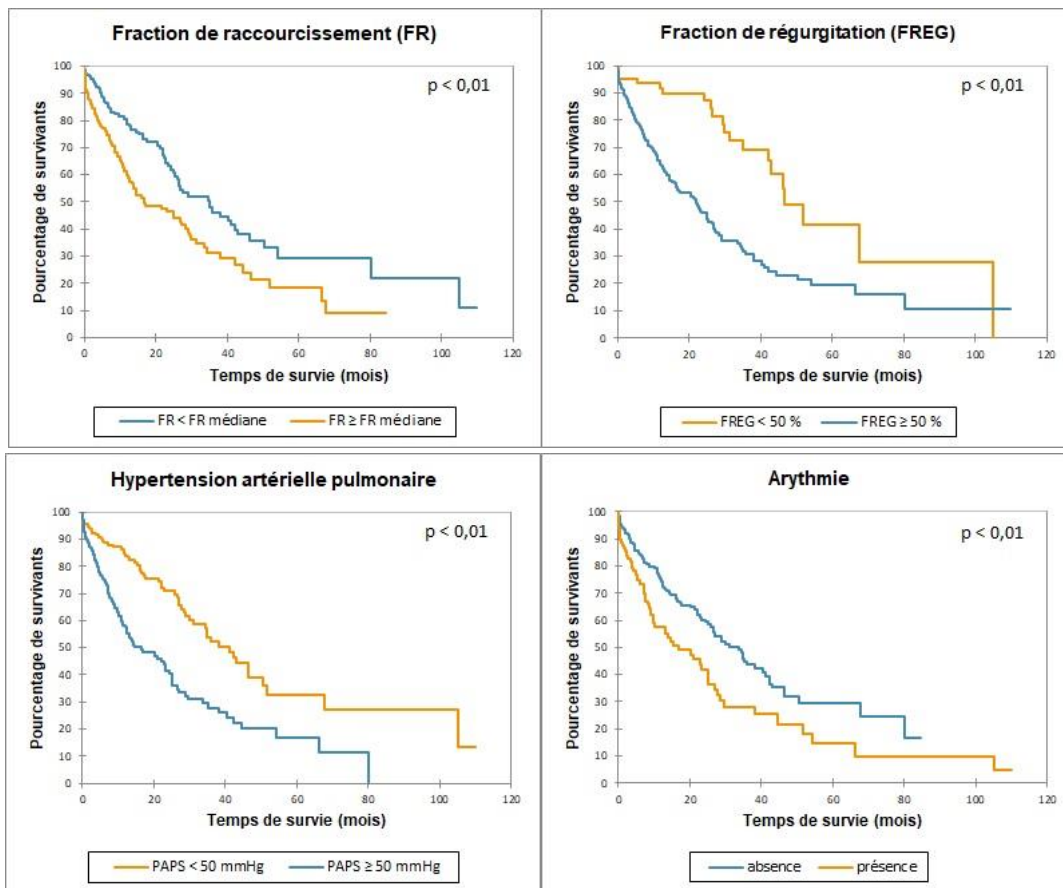 Fraction de raccourcissement (FR)
p < 0,01
Pourcentage de survivants
100
90
80
70
60
50
40
30
20
10
0
0 20 40 60 80 100 120
Temps de survie (mois)
FR < FR médiane FR ≥ FR médiane
Fraction de régurgitation (FREG)
p < 0,01
Pourcentage de survivants
100
90
80
70
60
50
40
30
20
10
0
0 20 40 60 80 100 120
Temps de survie (mois)
FREG < 50 % FREG ≥ 50 %
Hypertension artérielle pulmonaire
p < 0,01
Pourcentage de survivants
100
90
80
70
60
50
40
30
20
10
0
0 20 40 60 80 100 120
Temps de survie (mois)
PAPS < 50 mmHg PAPS ≥ 50 mmHg
Arythmie
p < 0,01
Pourcentage de survivants
100
90
80
70
60
50
40
30
20
10
0
0 20 40 60 80 100 120
Temps de survie (mois)
absence présence